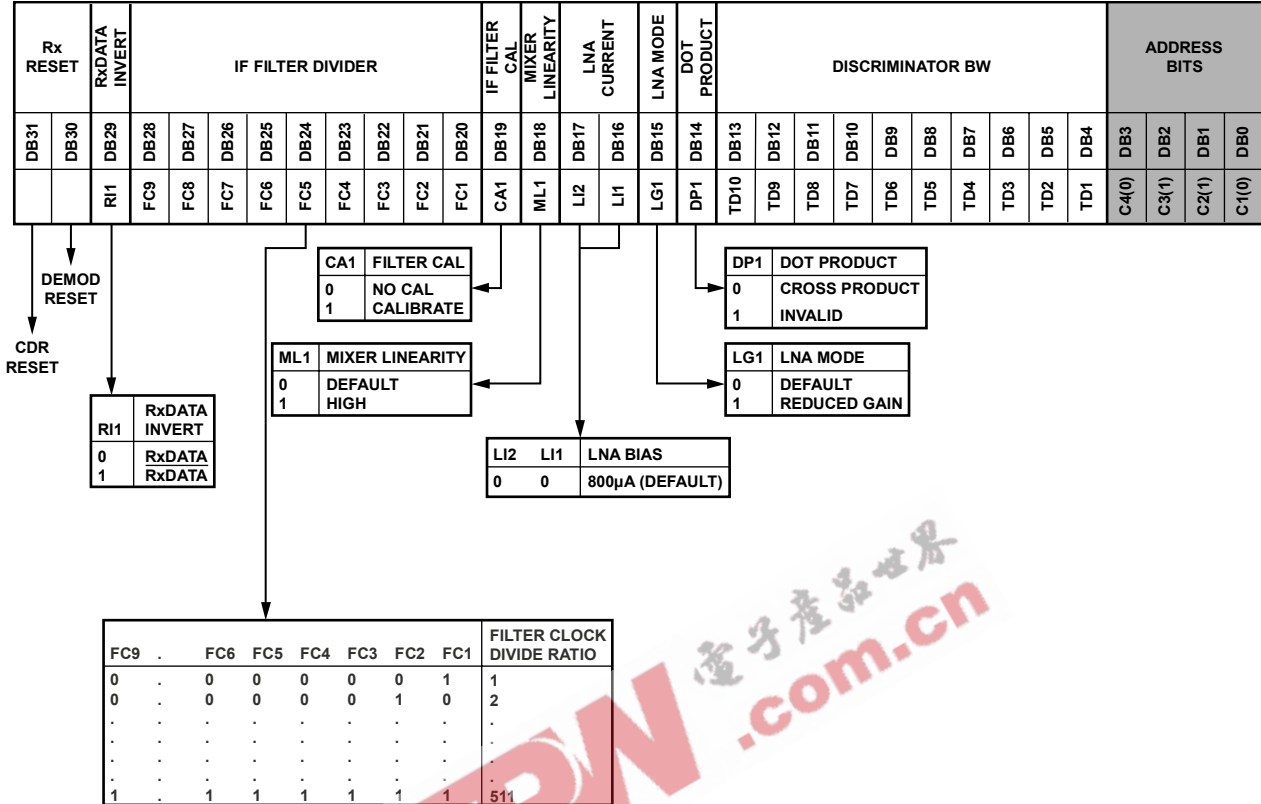 Rx RESET
RxDATA INVERT
IF FILTER DIVIDER
IF FILTER CAL
MIXER LINEARITY
LNA CURRENT
LNA MODE
DOT PRODUCT
DISCRIMINATOR BW
ADDRESS BITS
DB31 DB30 DB29 DB28 DB27 DB26 DB25 DB24 DB23 DB22 DB21 DB20 DB19 DB18 DB17 DB16 DB15 DB14 DB13 DB12 DB11 DB10 DB9 DB8 DB7 DB6 DB5 DB4 DB3 DB2 DB1 DB0
RI1 FC9 FC8 FC7 FC6 FC5 FC4 FC3 FC2 FC1 CA1 ML1 LI2 LI1 LG1 DP1 TD10 TD9 TD8 TD7 TD6 TD5 TD4 TD3 TD2 TD1 C4(0) C3(1) C2(1) C1(0)
DEMOD RESET
CDR RESET
CA1 FILTER CAL
0 NO CAL
1 CALIBRATE
DP1 DOT PRODUCT
0 CROSS PRODUCT
1 INVALID
ML1 MIXER LINEARITY
0 DEFAULT
1 HIGH
LG1 LNA MODE
0 DEFAULT
1 REDUCED GAIN
RI1 RxDATA INVERT
0 RxDATA
1 RxDATA
LI2 LI1 LNA BIAS
0 0 800µA (DEFAULT)
FC9 . FC6 FC5 FC4 FC3 FC2 FC1 FILTER CLOCK DIVIDE RATIO
0 . 0 0 0 0 0 1 1
0 . 0 0 0 0 1 0 2
. . . . . . . . .
. . . . . . . . .
. . . . . . . . .
. . . . . . . . .
1 . 1 1 1 1 1 1 511
电子產品世界
.com.cn